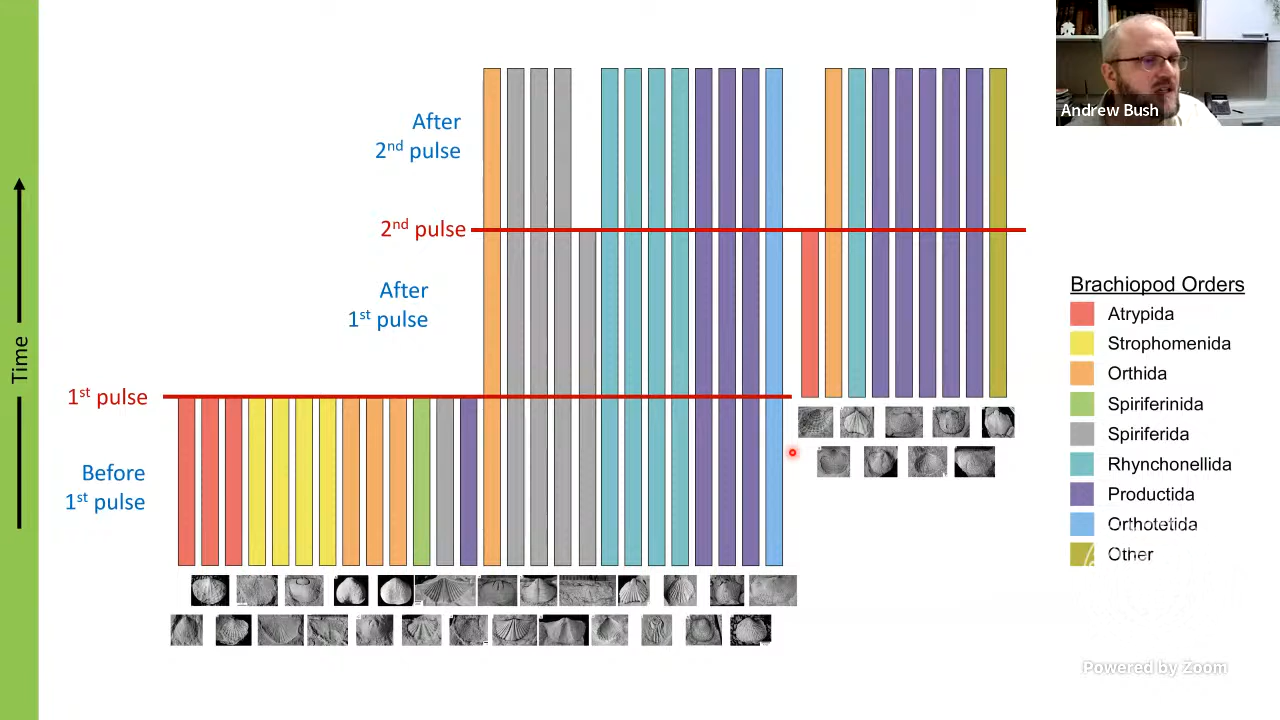 Andrew Bush
After
2nd pulse
2nd pulse
After
1st pulse
1st pulse
Before
1st pulse
Time
Brachiopod Orders
Atrypida
Strophomenida
Orthida
Spiriferinida
Spiriferida
Rhynchonellida
Productida
Orthotetida
Other
Powered by Zoom